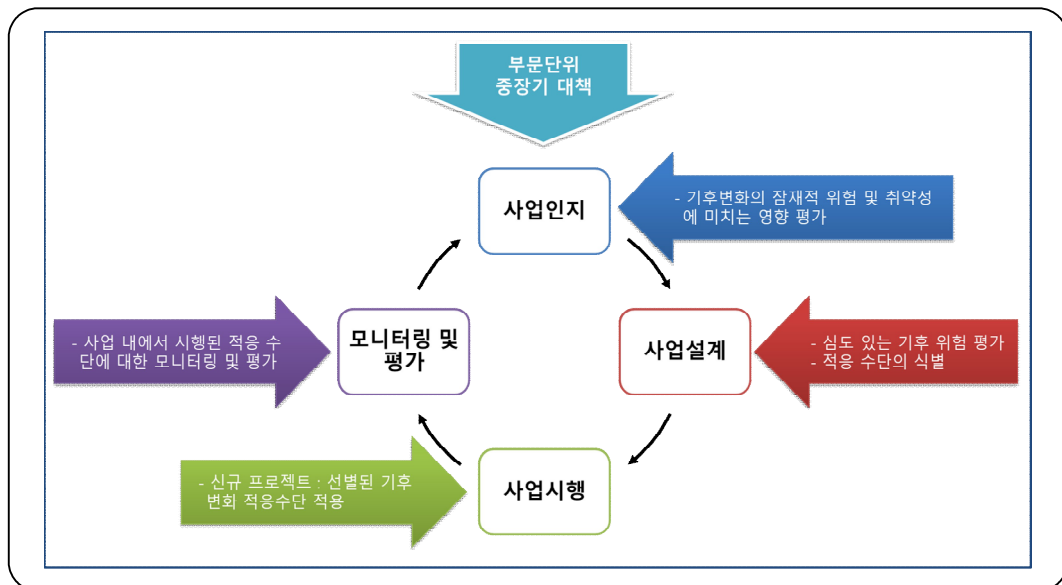 부문단위
중장기 대책
사업인지
- 기후변화의 잠재적 위험 및 취약성
에 미치는 영향 평가
- 사업 내에서 시행된 적응 수
단에 대한 모니터링 및 평가
모니터링 및
평가
사업설계
- 심도 있는 기후 위험 평가
- 적응 수단의 식별
- 신규 프로젝트 : 선별된 기후
변회 적응수단 적용
사업시행